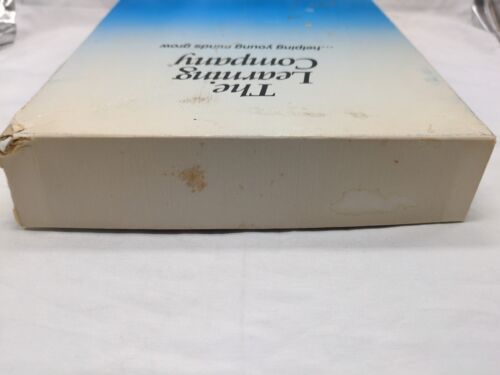 The
Learning
Company
...helping young minds grow